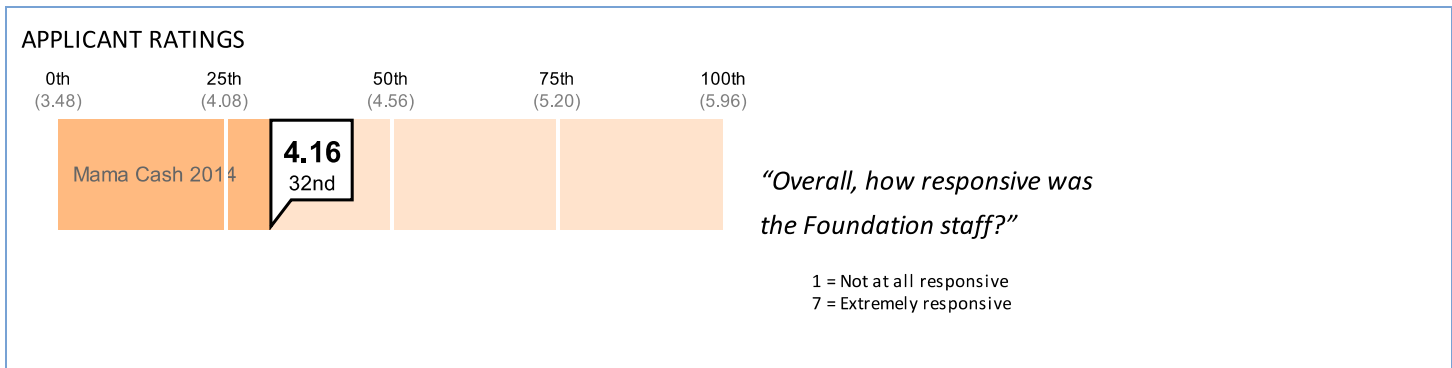 APPLICANT RATINGS
0th 25th 50th 75th 100th
(3.48) (4.08) (4.56) (5.20) (5.96)
4.16
Mama Cash 2014
32nd
“Overall, how responsive was
the Foundation staff?”
1 = Not at all responsive
7 = Extremely responsive